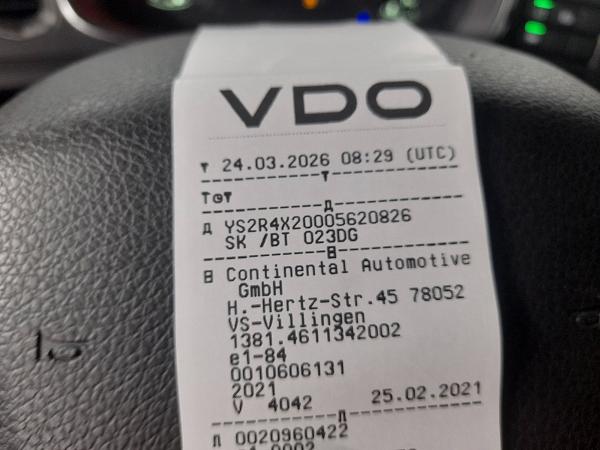 VDO
▼ 24.03.2026 08:29 (UTC)
▼
T⊙▼
A
A YS2R4X20005620826
SK /BT 023DG
B
B Continental Automotive
GmbH
H.-Hertz-Str.45 78052
VS-Villingen
1381.4611342002
e1-84
0010606131
2021
V 4042 25.02.2021
Л
Л 0020960422